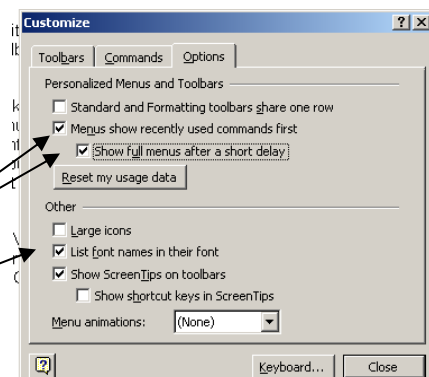 Customize
Toolbars Commands Options
Personalized Menus and Toolbars
Standard and Formatting toolbars share one row
Menus show recently used commands first
Show full menus after a short delay
Reset my usage data
Other
Large icons
List font names in their font
Show ScreenTips on toolbars
Show shortcut keys in ScreenTips
Menu animations: (None)
Keyboard... Close